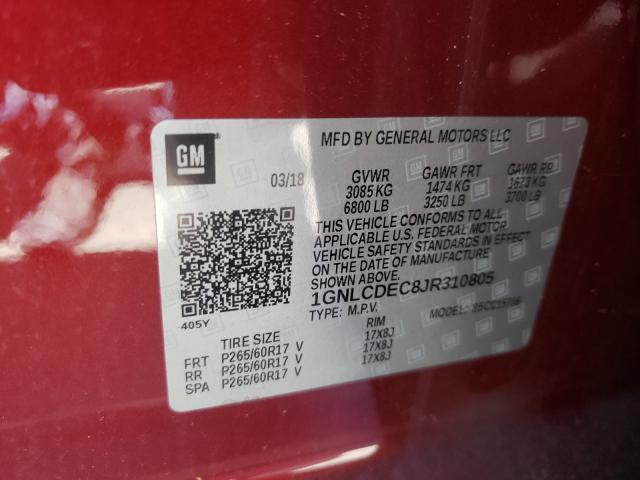 GM
MFD BY GENERAL MOTORS LLC
03/18 GVWR GAWR FRT GAWR RR
3085 KG 1474 KG 1673 KG
6800 LB 3250 LB 3700 LB
THIS VEHICLE CONFORMS TO ALL
APPLICABLE U.S. FEDERAL MOTOR
VEHICLE SAFETY STANDARDS IN EFFECT
ON THE DATE OF MANUFACTURE
SHOWN ABOVE.
1GNLCDEC8JR310805
TYPE: M.P.V. MODEL:
405Y
TIRE SIZE RIM
FRT P265/60R17 V 17X8J
RR P265/60R17 V 17X8J
SPA P265/60R17 V 17X8J